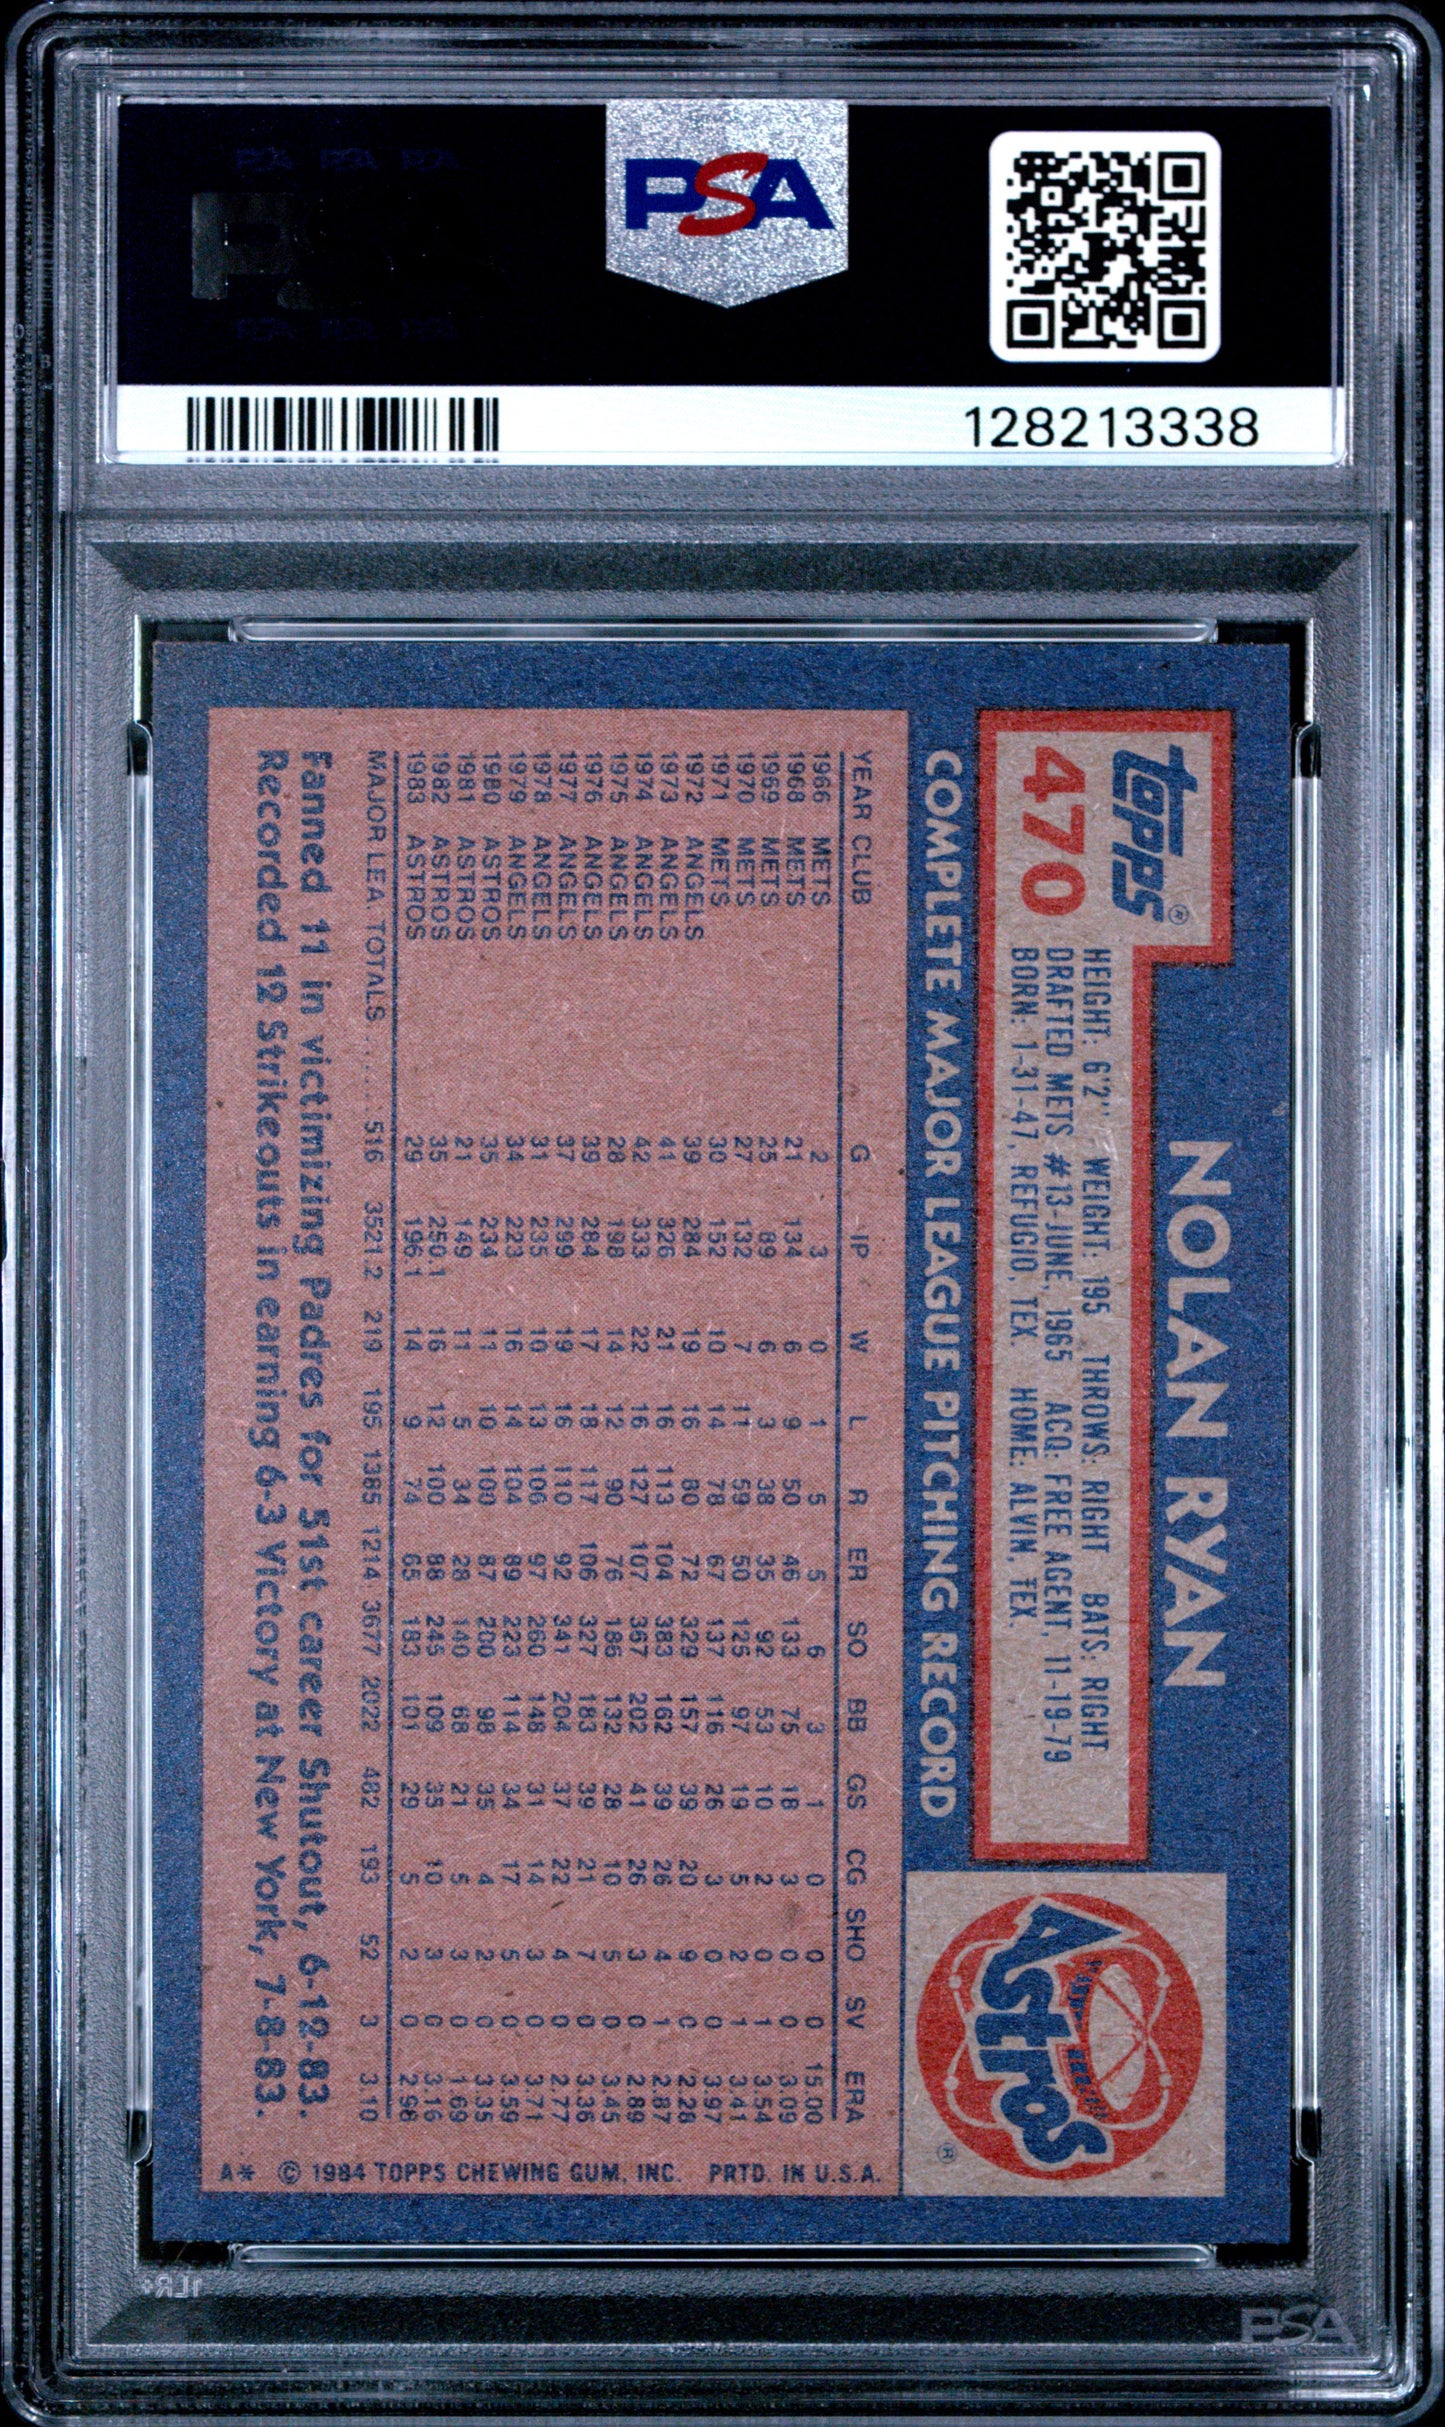 PSA
128213338
topps®
470
NOLAN RYAN
HEIGHT: 6'2" WEIGHT: 195 THROWS: RIGHT BATS: RIGHT
DRAFTED METS #13-JUNE, 1965 ACQ: FREE AGENT, 11-19-79
BORN: 1-31-47, REFUGIO, TEX. HOME: ALVIN, TEX.
Astros
®
COMPLETE MAJOR LEAGUE PITCHING RECORD
YEAR CLUB G IP W L R ER SO BB GS CG SHO SV ERA
1966 METS 2 3 0 1 5 5 6 3 1 0 0 0 15.00
1968 METS 21 134 6 9 50 46 133 75 18 3 0 0 3.09
1969 METS 25 89 6 3 38 35 92 53 10 2 0 1 3.54
1970 METS 27 132 7 11 59 50 125 97 19 5 2 1 3.41
1971 METS 30 152 10 14 78 67 137 116 26 3 0 0 3.97
1972 ANGELS 39 284 19 16 80 72 329 157 39 20 9 0 2.28
1973 ANGELS 41 326 21 16 113 104 383 162 39 26 4 1 2.87
1974 ANGELS 42 333 22 16 127 107 367 202 41 26 3 0 2.89
1975 ANGELS 28 198 14 12 90 76 186 132 28 10 5 0 3.45
1976 ANGELS 39 284 17 18 117 106 327 183 39 21 7 0 3.36
1977 ANGELS 37 299 19 16 110 92 341 204 37 22 4 0 2.77
1978 ANGELS 31 235 10 13 106 97 260 148 31 14 3 0 3.71
1979 ANGELS 34 223 16 14 104 89 223 114 34 17 5 0 3.59
1980 ASTROS 35 234 11 10 100 87 200 98 35 4 2 0 3.35
1981 ASTROS 21 149 11 5 34 28 140 68 21 5 3 0 1.69
1982 ASTROS 35 250.1 16 12 100 88 245 109 35 10 3 0 3.16
1983 ASTROS 29 196.1 14 9 74 65 183 101 29 5 2 0 2.98
MAJOR LEA. TOTALS ..... 516 3521.2 219 195 1385 1214 3677 2022 482 193 52 3 3.10
Fanned 11 in victimizing Padres for 51st career Shutout, 6-12-83.
Recorded 12 Strikeouts in earning 6-3 Victory at New York, 7-8-83.
A* © 1984 TOPPS CHEWING GUM, INC. PRTD. IN U.S.A.
PSA